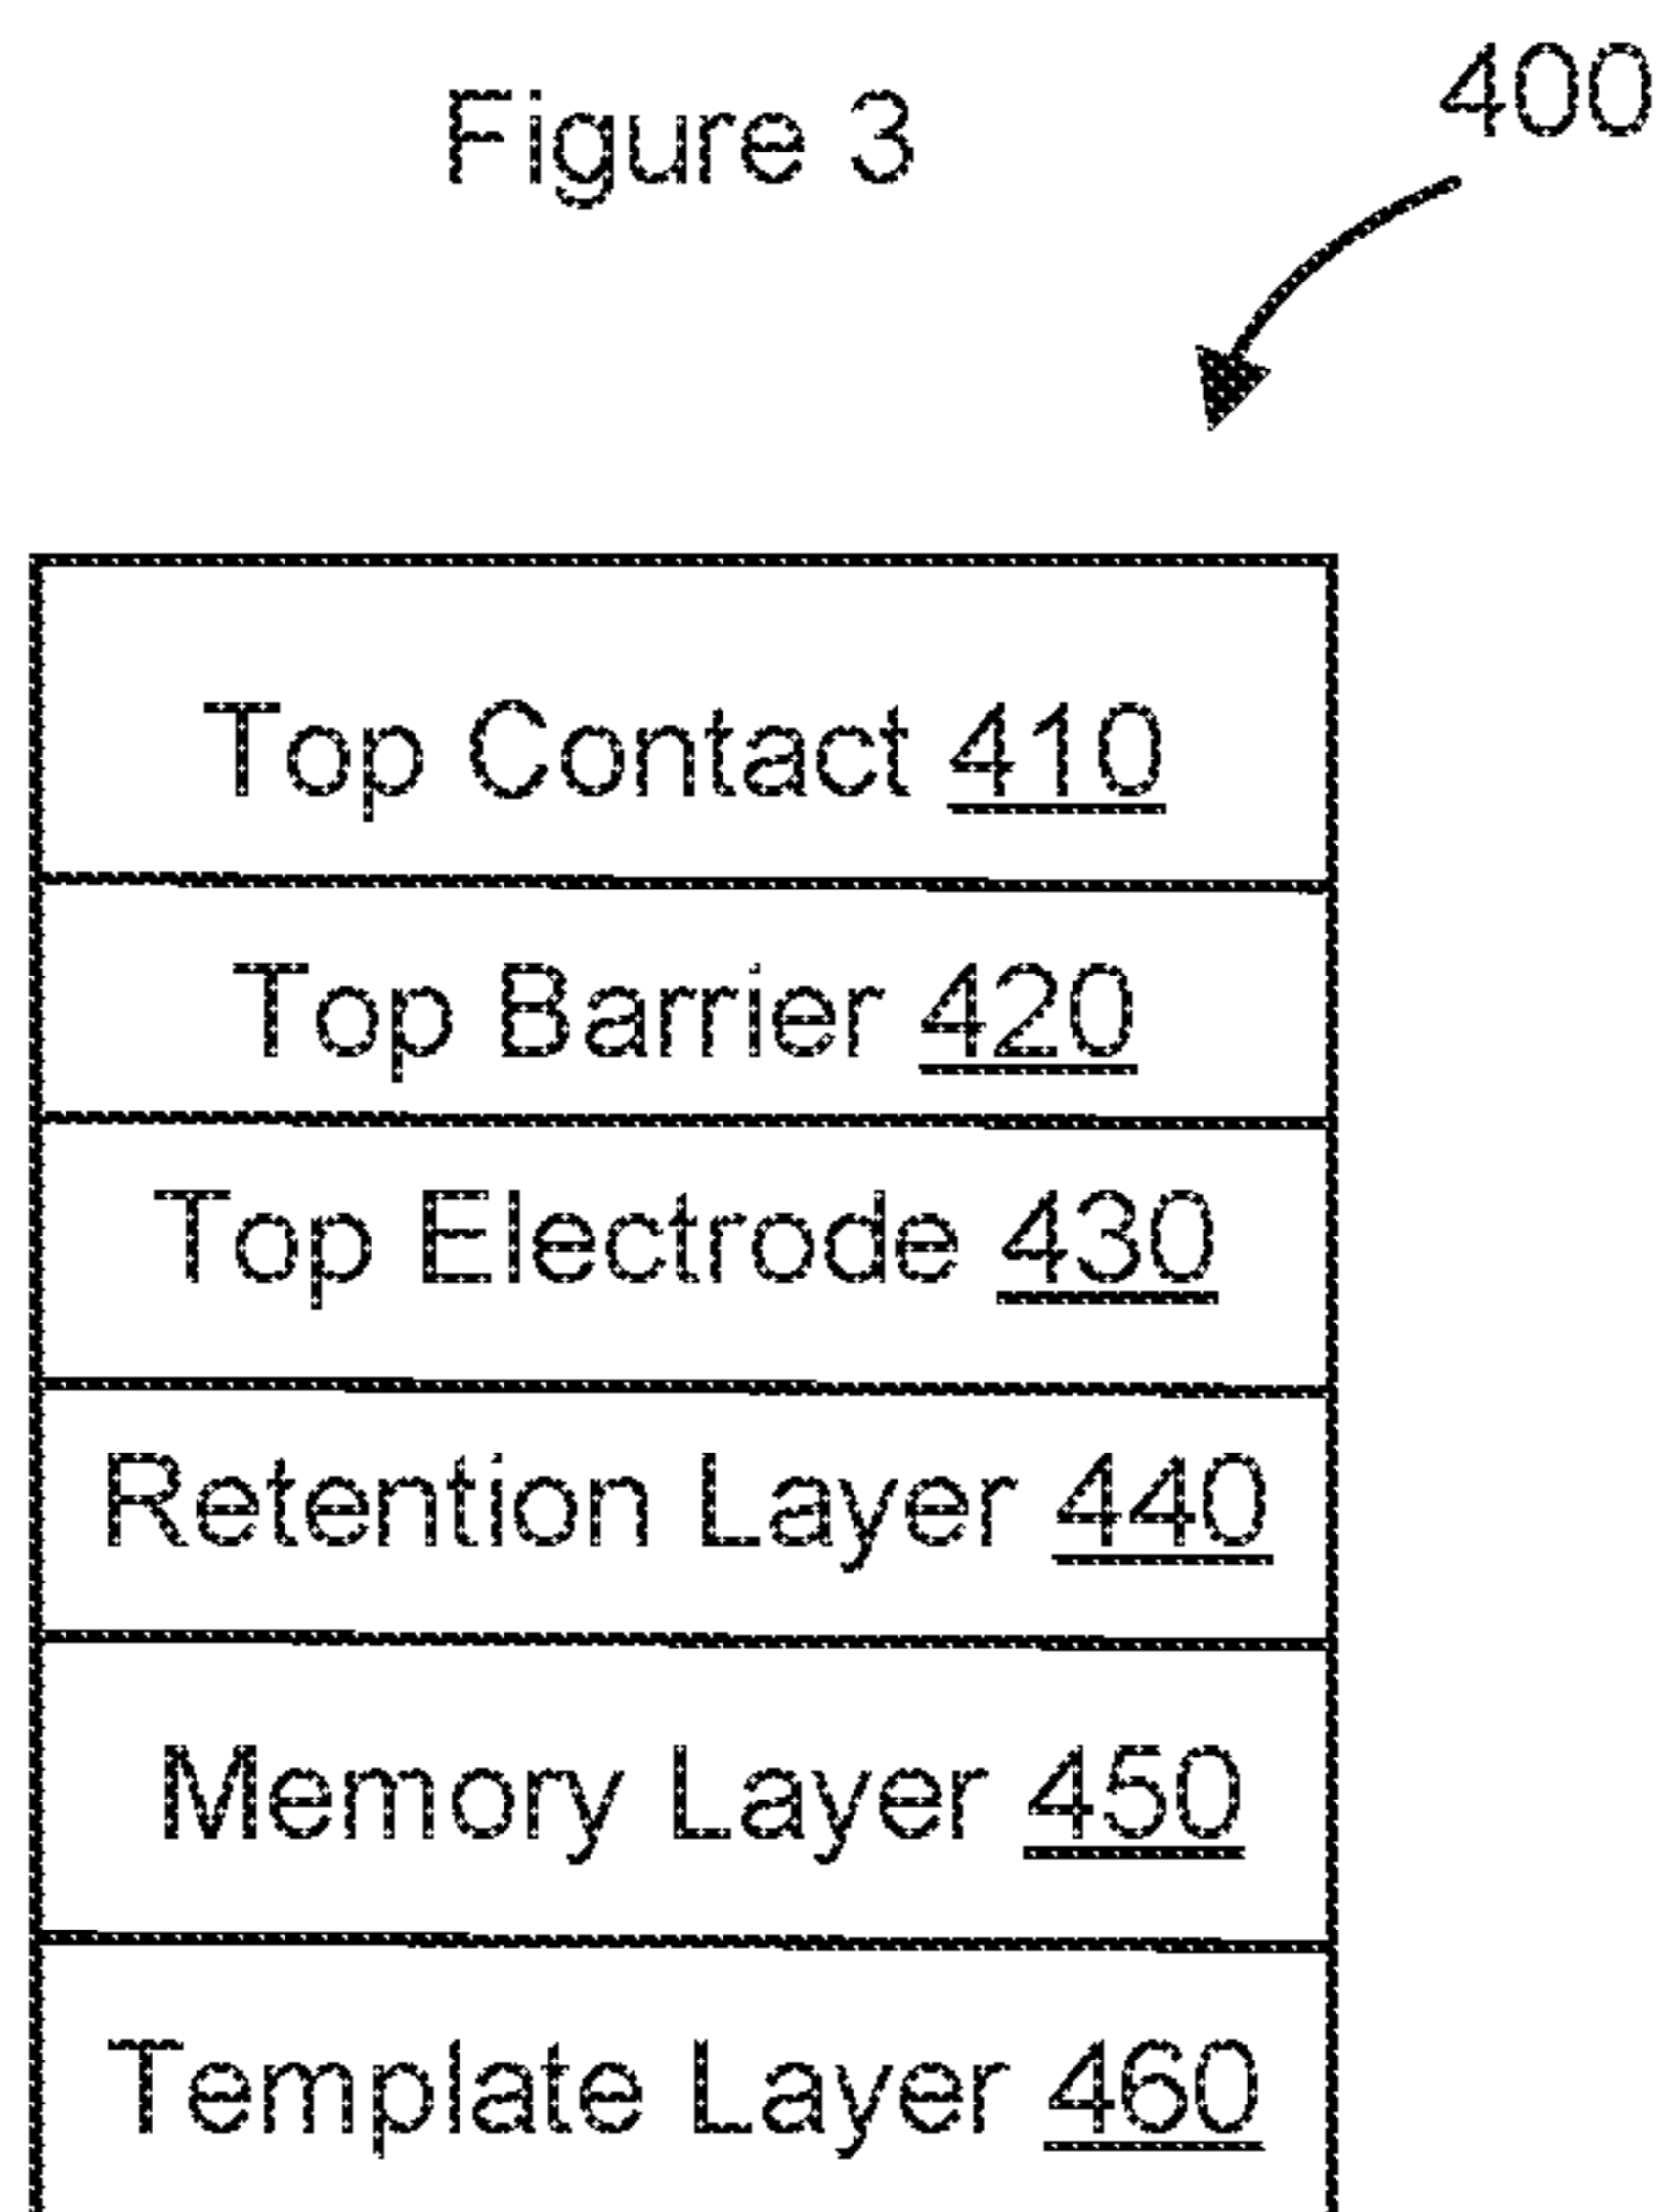 Figure 3
400
Top Contact 410
Top Barrier 420
Top Electrode 430
Retention Layer 440
Memory Layer 450
Template Layer 460